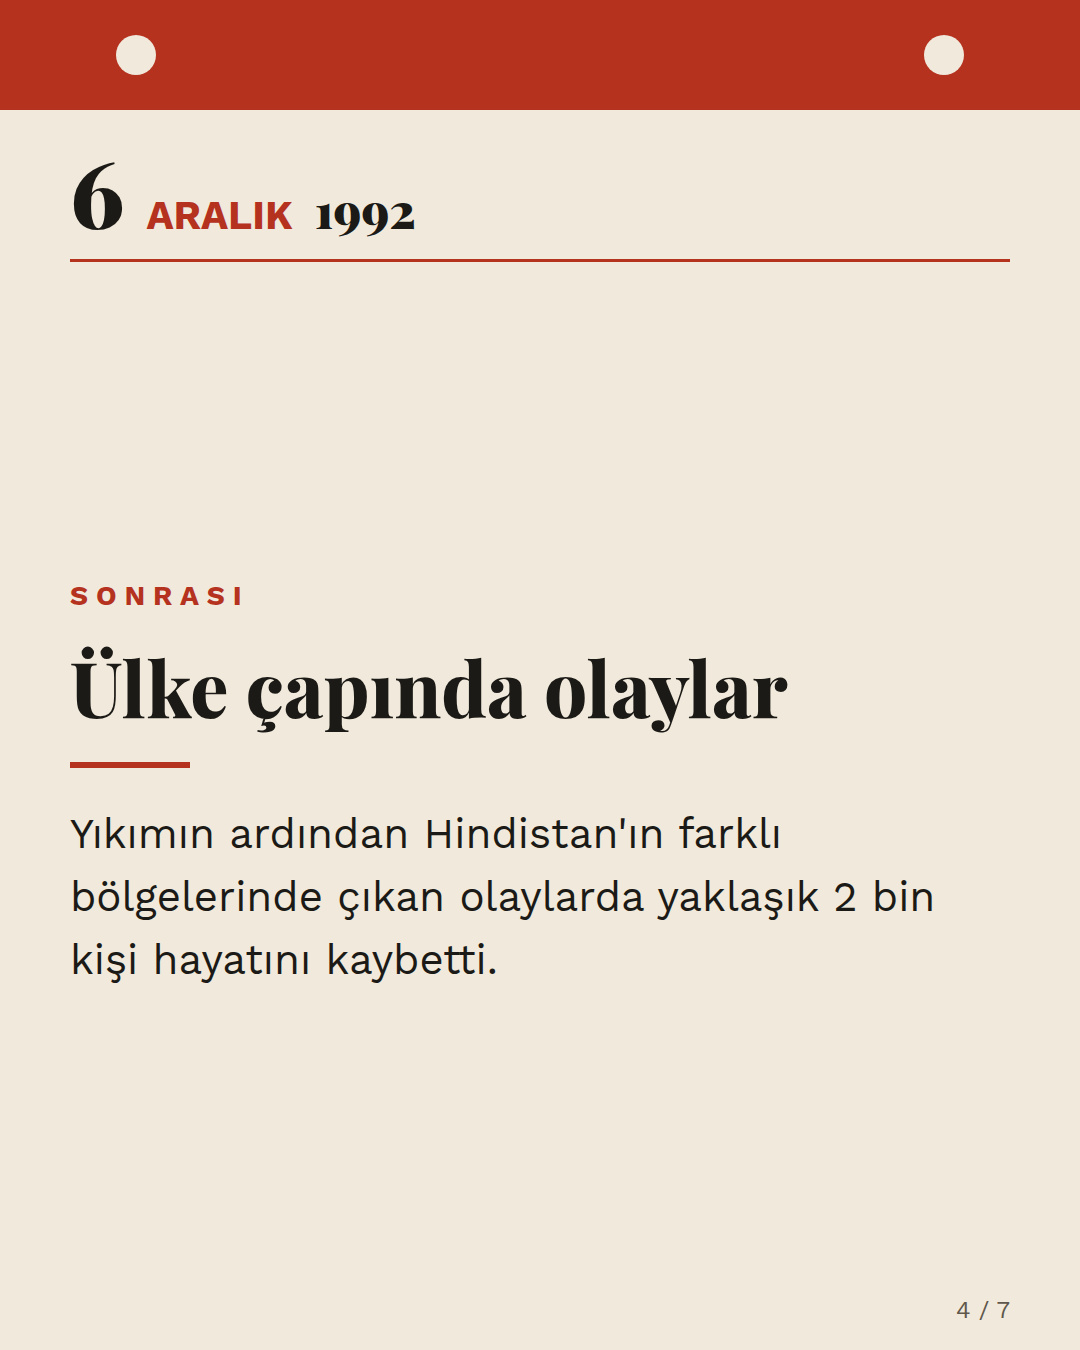 6 ARALIK 1992
SONRASI
Ülke çapında olaylar
Yıkımın ardından Hindistan'ın farklı
bölgelerinde çıkan olaylarda yaklaşık 2 bin
kişi hayatını kaybetti.
4 / 7